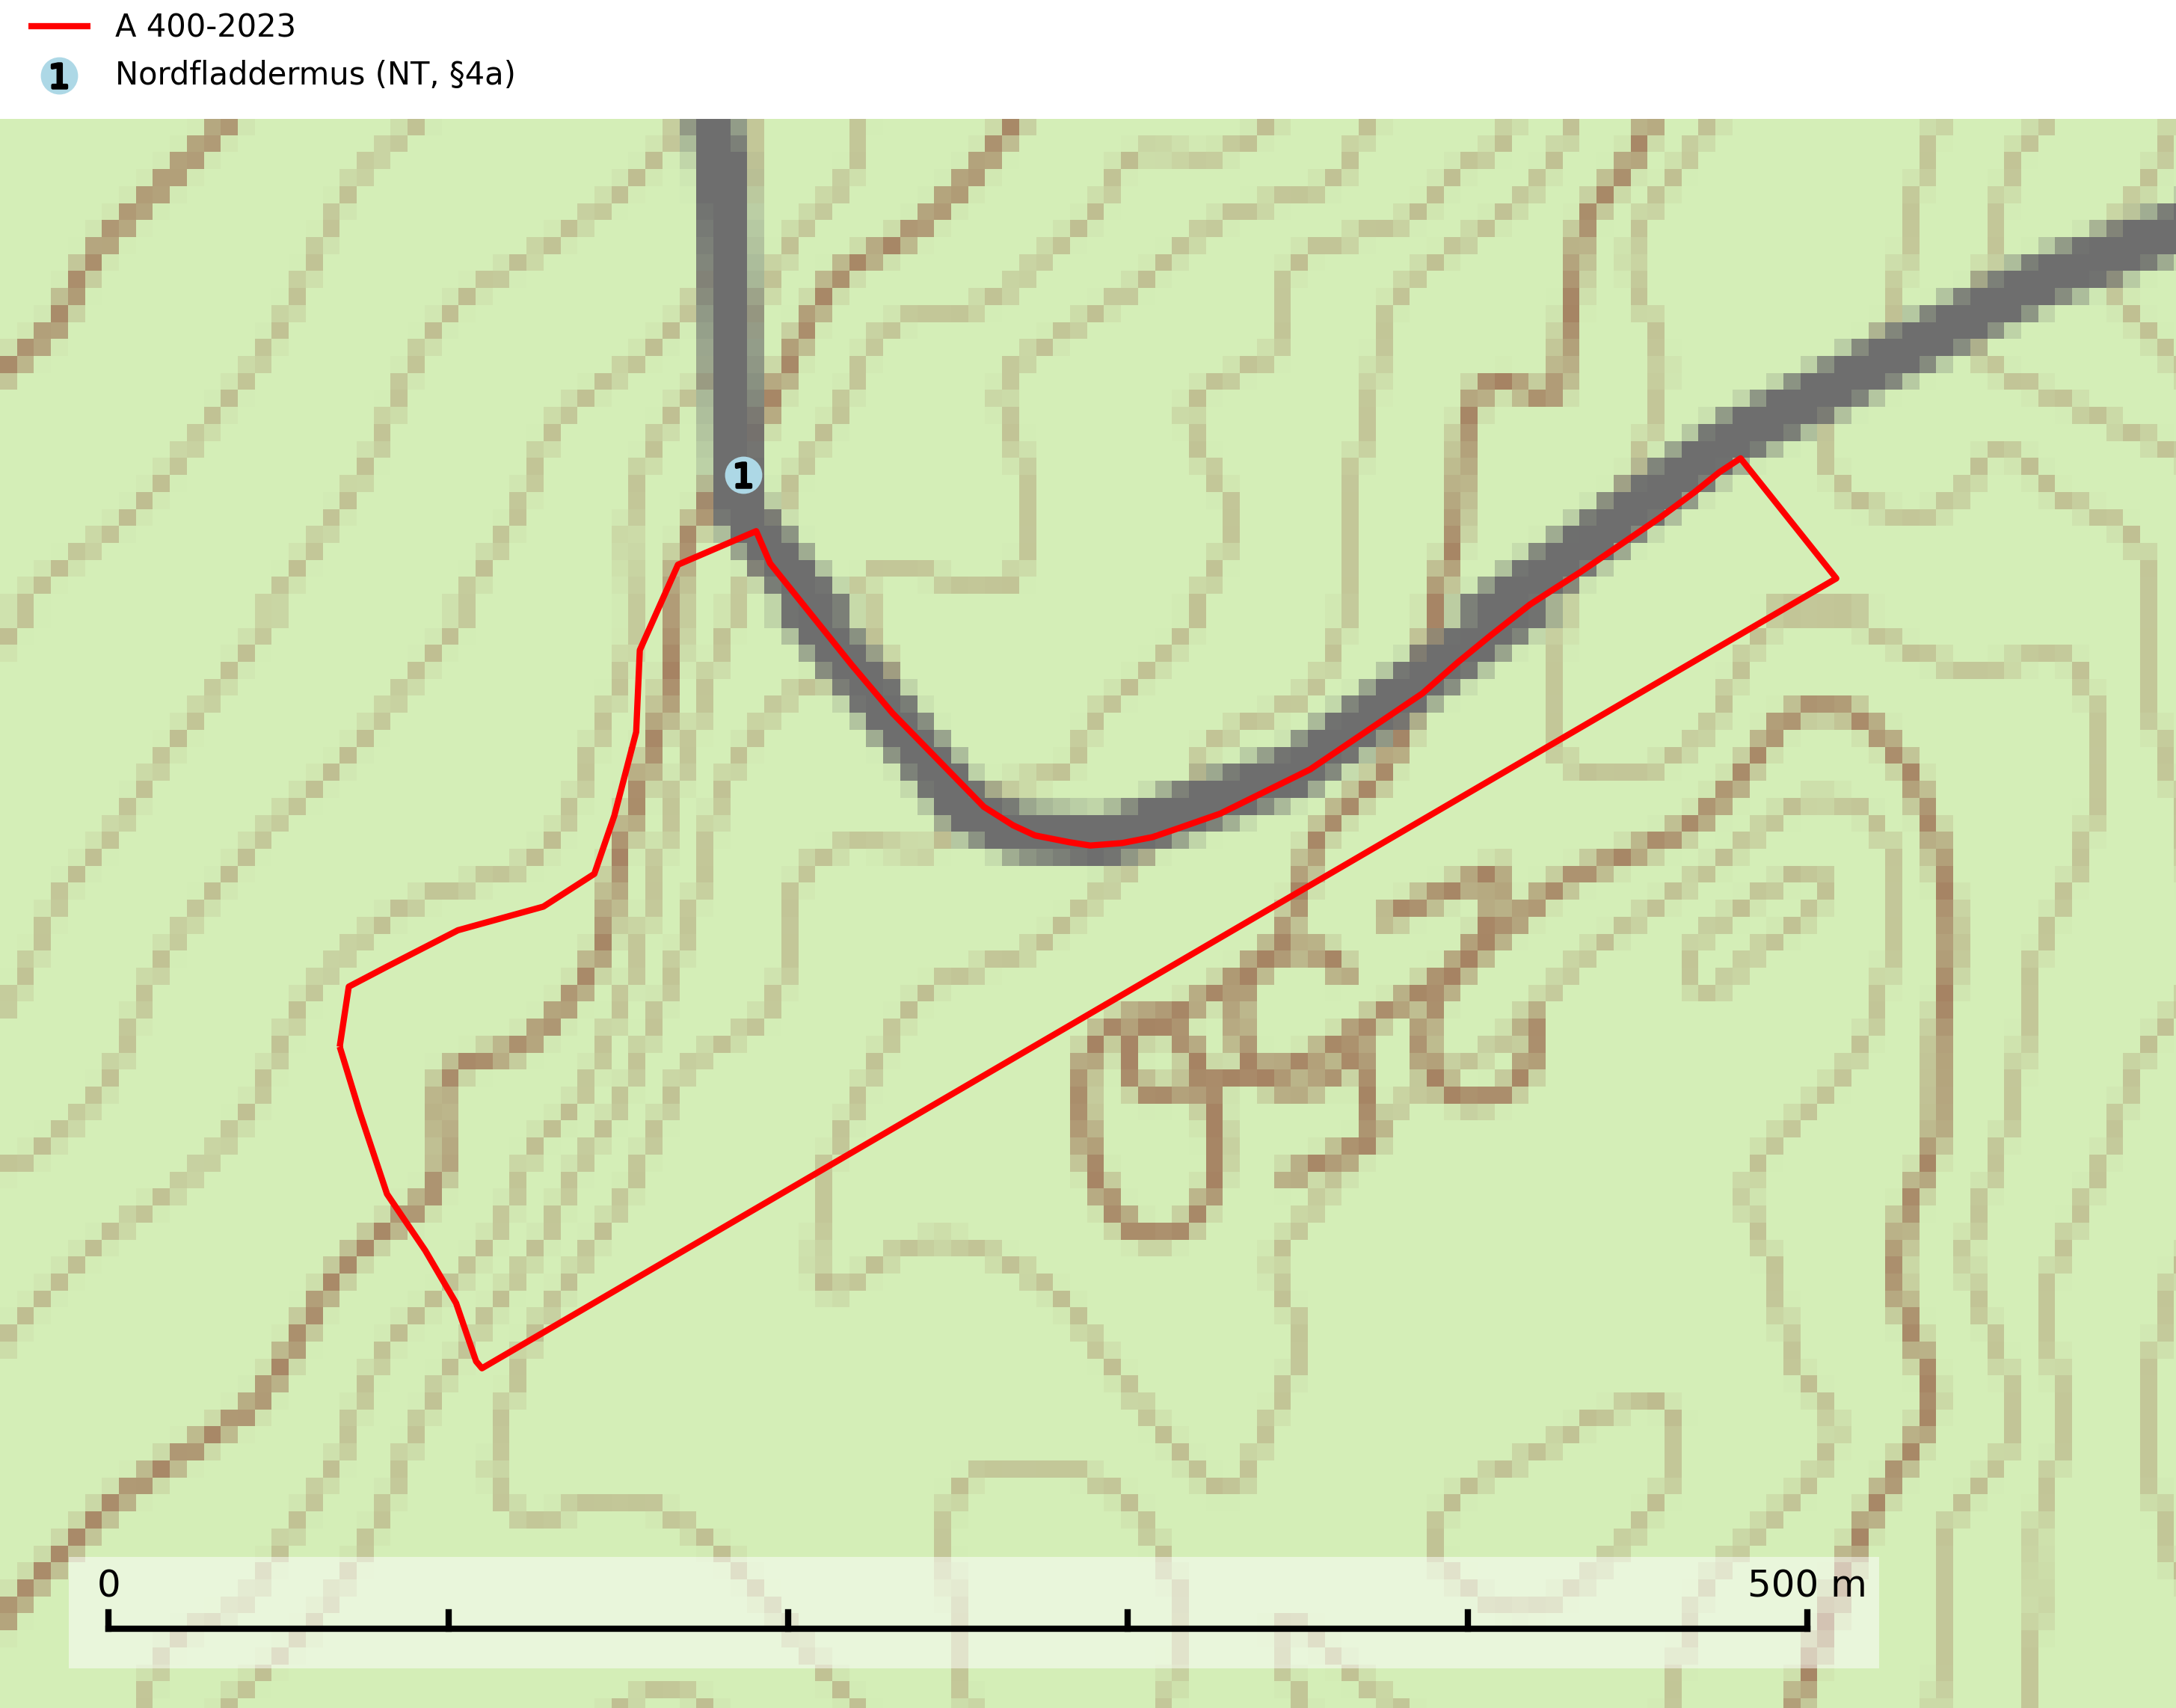 A 400-2023
1 Nordfladdermus (NT, §4a)
1
0 500 m